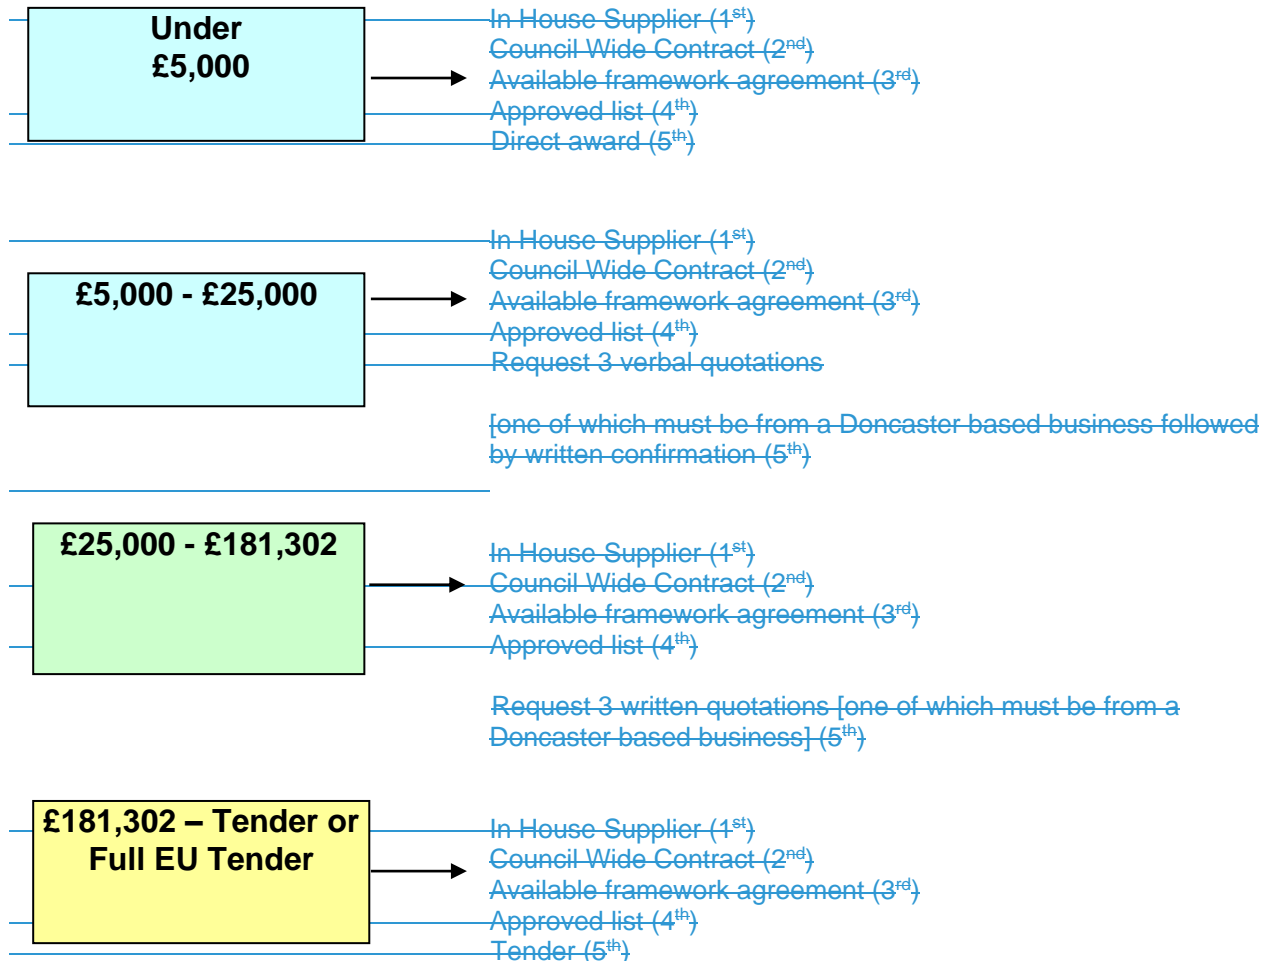 Under
£5,000
In House Supplier (1st)
Council Wide Contract (2nd)
Available framework agreement (3rd)
Approved list (4th)
Direct award (5th)
£5,000 - £25,000
In House Supplier (1st)
Council Wide Contract (2nd)
Available framework agreement (3rd)
Approved list (4th)
Request 3 verbal quotations
[one of which must be from a Doncaster based business followed
by written confirmation (5th)
£25,000 - £181,302
In House Supplier (1st)
Council Wide Contract (2nd)
Available framework agreement (3rd)
Approved list (4th)
Request 3 written quotations [one of which must be from a
Doncaster based business] (5th)
£181,302 – Tender or
Full EU Tender
In House Supplier (1st)
Council Wide Contract (2nd)
Available framework agreement (3rd)
Approved list (4th)
Tender (5th)